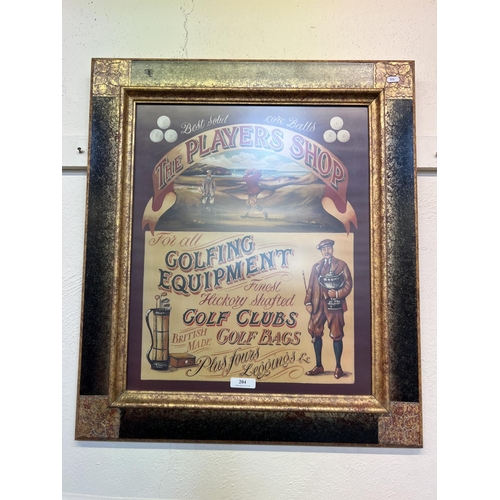 Best solid core Balls
THE PLAYERS SHOP
For all
GOLFING
EQUIPMENT
Finest
Hickory shafted
GOLF CLUBS
BRITISH MADE GOLF BAGS
Plus fours
Leggings &c
204